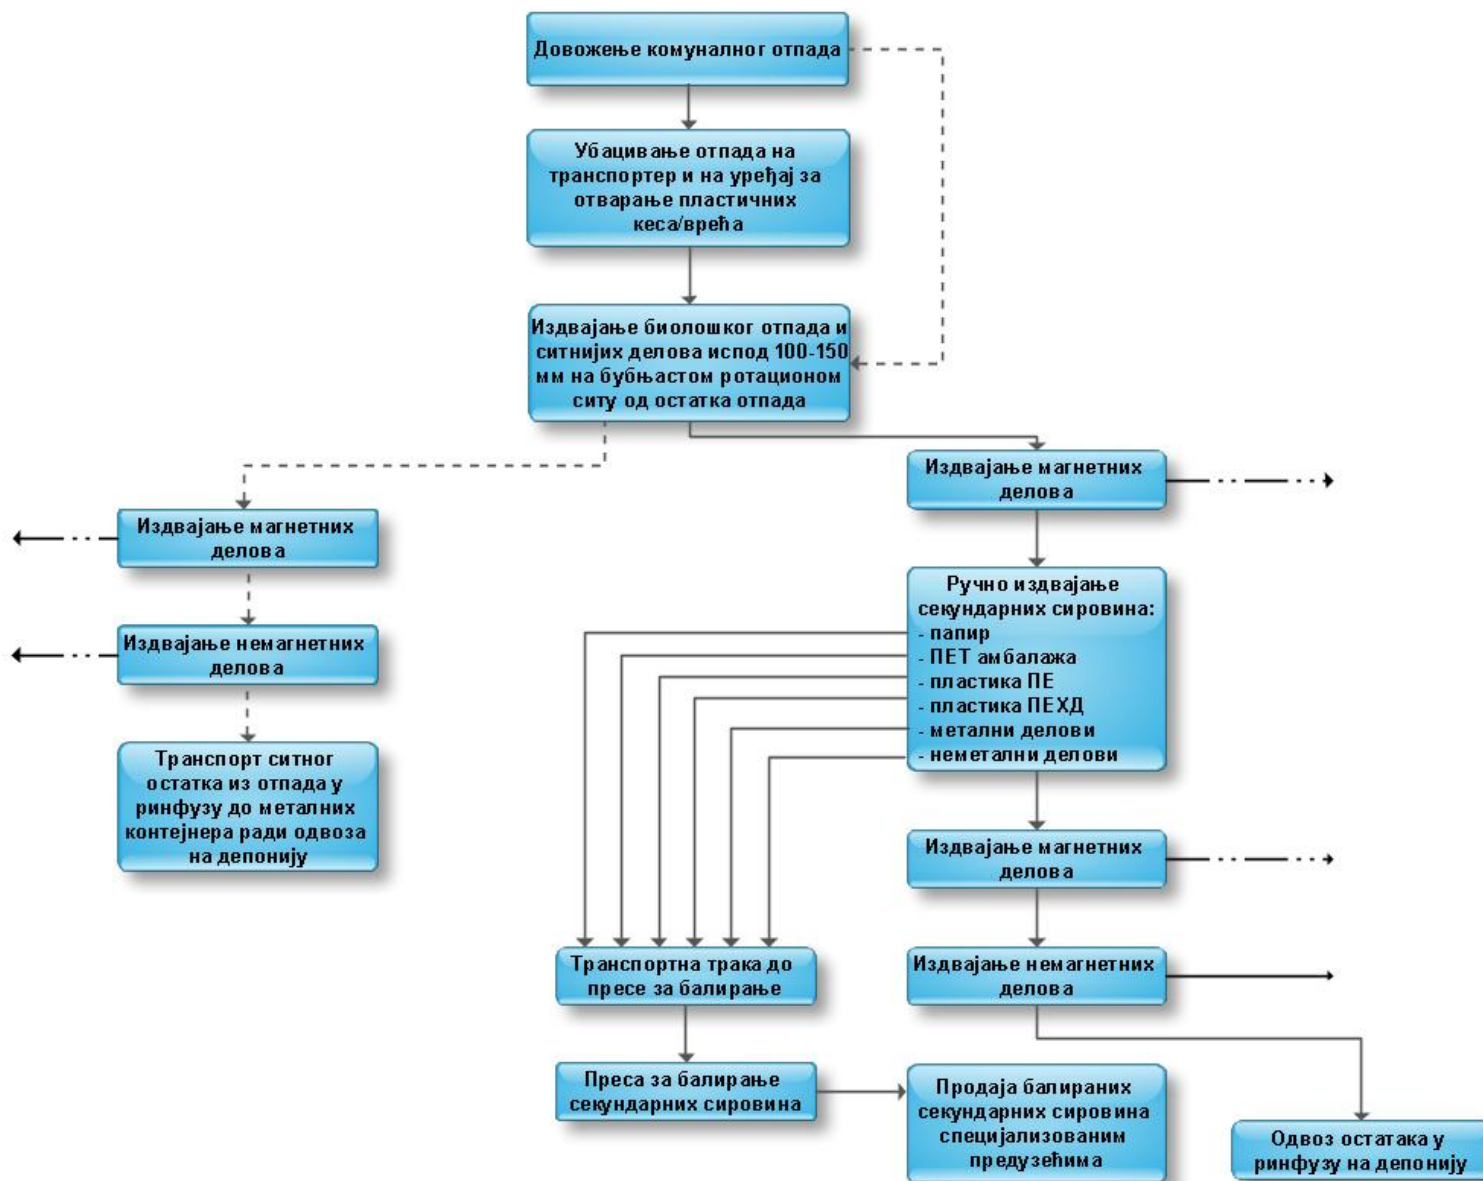 Довожење комуналног отпада
Убацивање отпада на
транспортер и на уређај за
отварање пластичних
кеса/врећа
Издвајање биолошког отпада и
ситнијих делова испод 100-150
мм на бубњастом ротационом
ситу од остатка отпада
Издвајање магнетних
делова
Издвајање немагнетних
делова
Транспорт ситног
остатка из отпада у
ринфузу до металних
контејнера ради одвоза
на депонију
Издвајање магнетних
делова
Ручно издвајање
секундарних сировина:
- папир
- ПЕТ амбалажа
- пластика ПЕ
- пластика ПЕХД
- метални делови
- неметални делови
Издвајање магнетних
делова
Издвајање немагнетних
делова
Транспортна трака до
пресе за балирање
Преса за балирање
секундарних сировина
Продаја балираних
секундарних сировина
специјализованим
предузећима
Одвоз остатака у
ринфузу на депонију